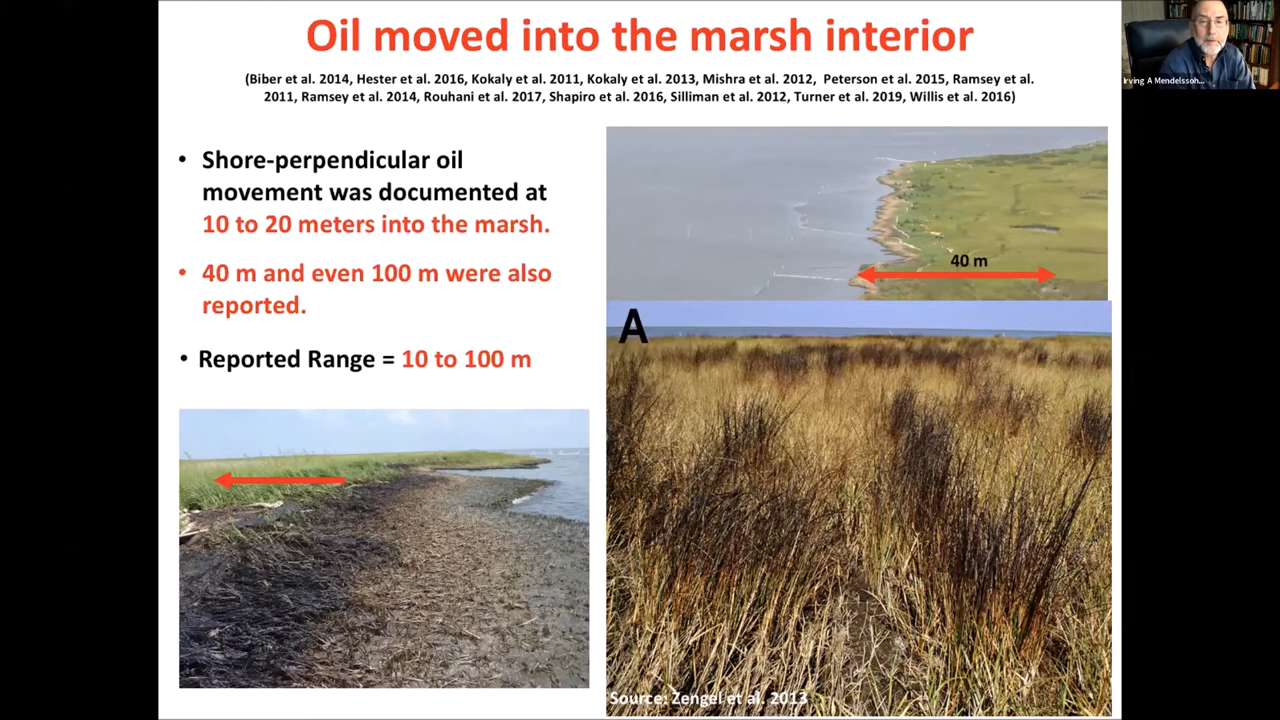 Oil moved into the marsh interior
(Biber et al. 2014, Hester et al. 2016, Kokaly et al. 2011, Kokaly et al. 2013, Mishra et al. 2012, Peterson et al. 2015, Ramsey et al.
2011, Ramsey et al. 2014, Rouhani et al. 2017, Shapiro et al. 2016, Silliman et al. 2012, Turner et al. 2019, Willis et al. 2016)
• Shore-perpendicular oil
movement was documented at
10 to 20 meters into the marsh.
• 40 m and even 100 m were also
reported.
• Reported Range = 10 to 100 m
40 m
A
Source: Zengel et al. 2013
Irving A Mendelssoh...